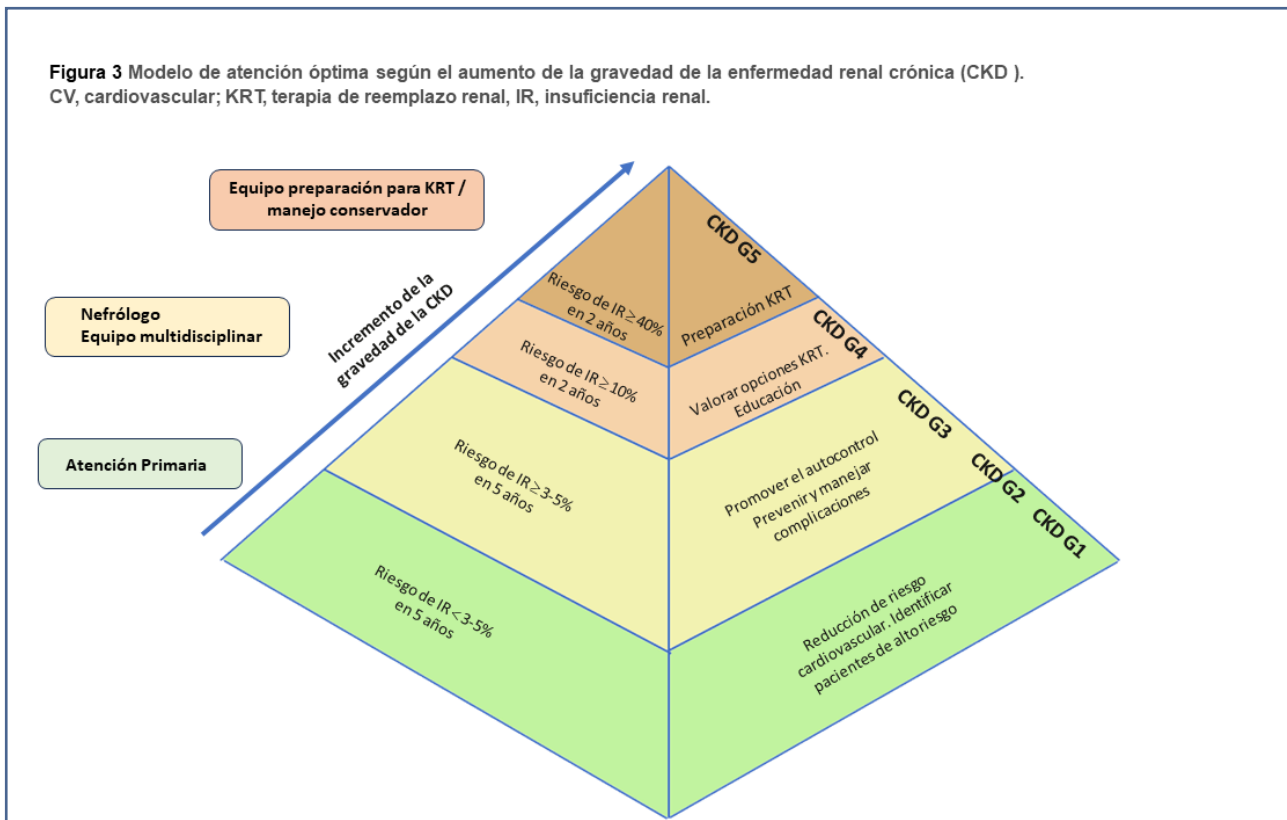 Figura 3 Modelo de atención óptima según el aumento de la gravedad de la enfermedad renal crónica (CKD ).
CV, cardiovascular; KRT, terapia de reemplazo renal, IR, insuficiencia renal.
Equipo preparación para KRT /
manejo conservador
Nefrólogo
Equipo multidisciplinar
Atención Primaria
Incremento de la
gravedad de la CKD
CKD G5
Riesgo de IR ≥ 40%
en 2 años
Preparación KRT
CKD G4
Riesgo de IR ≥ 10%
en 2 años
Valorar opciones KRT.
Educación
CKD G3
Riesgo de IR ≥ 3-5%
en 5 años
Promover el autocontrol
Prevenir y manejar
complicaciones
CKD G2
CKD G1
Riesgo de IR < 3-5%
en 5 años
Reducción de riesgo
cardiovascular. Identificar
pacientes de alto riesgo